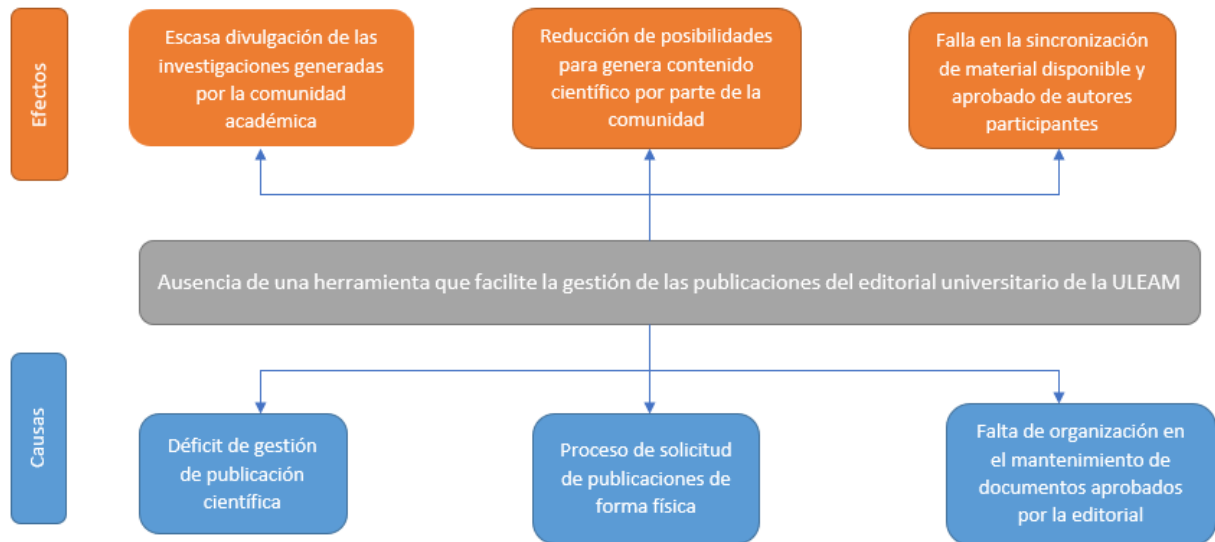 Efectos
Escasa divulgación de las
investigaciones generadas
por la comunidad
académica
Reducción de posibilidades
para genera contenido
científico por parte de la
comunidad
Falla en la sincronización
de material disponible y
aprobado de autores
participantes
Ausencia de una herramienta que facilite la gestión de las publicaciones del editorial universitario de la ULEAM
Causas
Déficit de gestión
de publicación
científica
Proceso de solicitud
de publicaciones de
forma física
Falta de organización en
el mantenimiento de
documentos aprobados
por la editorial